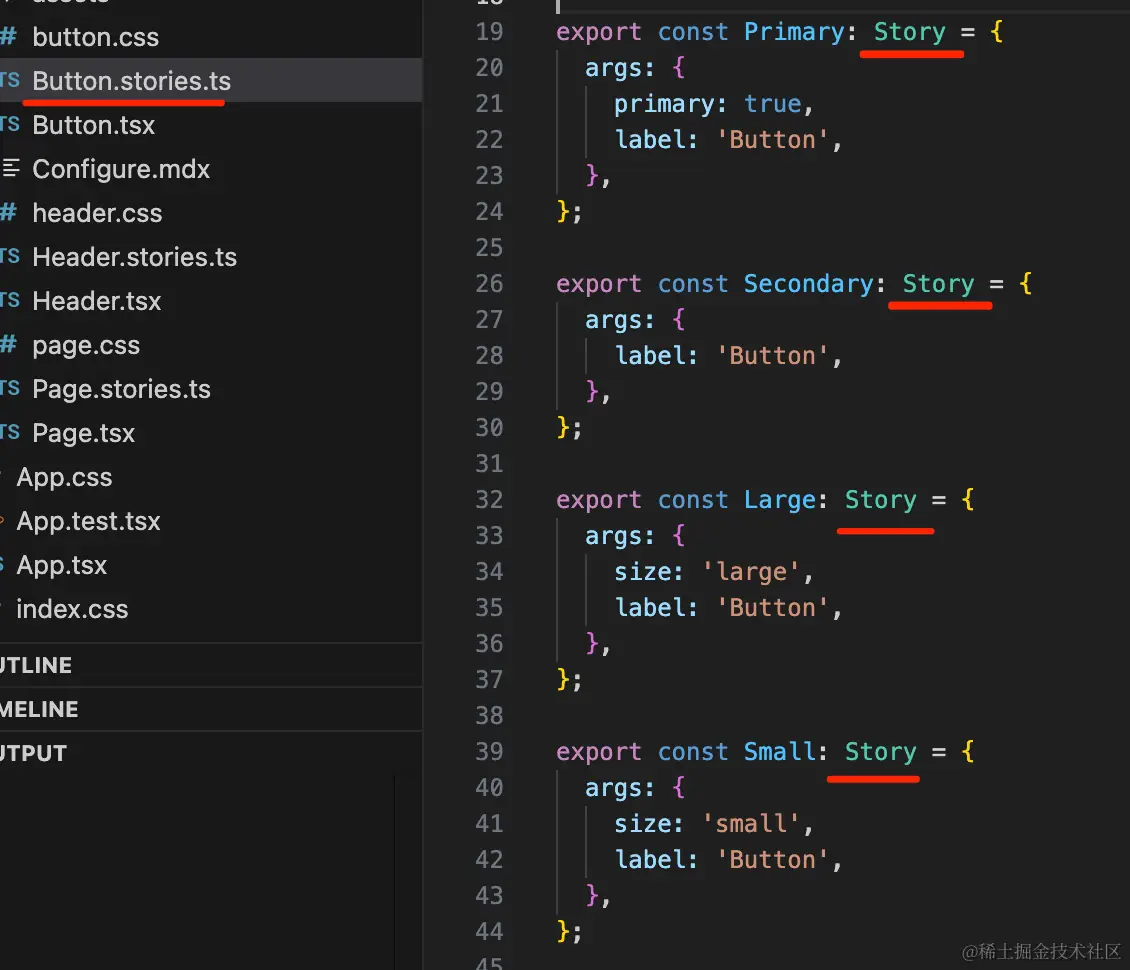 assets
# button.css
TS Button.stories.ts
TS Button.tsx
Configure.mdx
# header.css
TS Header.stories.ts
TS Header.tsx
# page.css
TS Page.stories.ts
TS Page.tsx
App.css
App.test.tsx
App.tsx
index.css
UTLINE
MELINE
UTPUT
18
19 export const Primary: Story = {
20 args: {
21 primary: true,
22 label: 'Button',
23 },
24 };
25
26 export const Secondary: Story = {
27 args: {
28 label: 'Button',
29 },
30 };
31
32 export const Large: Story = {
33 args: {
34 size: 'large',
35 label: 'Button',
36 },
37 };
38
39 export const Small: Story = {
40 args: {
41 size: 'small',
42 label: 'Button',
43 },
44 };
45
@稀土掘金技术社区